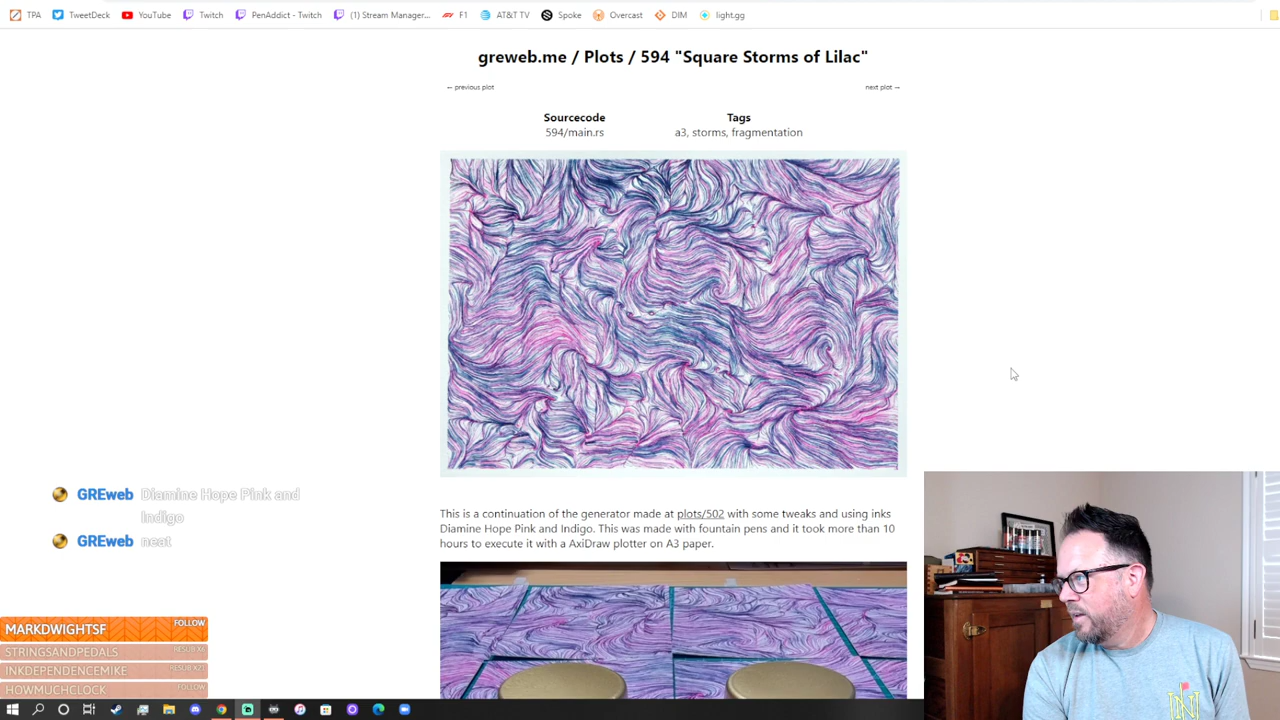 TPA TweetDeck YouTube Twitch PenAddict - Twitch (1) Stream Manager... F1 AT&T TV Spoke Overcast DIM light.gg
greweb.me / Plots / 594 "Square Storms of Lilac"
← previous plot next plot →
Sourcecode Tags
594/main.rs a3, storms, fragmentation
GREweb Diamine Hope Pink and
Indigo
GREweb neat
This is a continuation of the generator made at plots/502 with some tweaks and using inks
Diamine Hope Pink and Indigo. This was made with fountain pens and it took more than 10
hours to execute it with a AxiDraw plotter on A3 paper.
MARKDWIGHTSF FOLLOW
STRINGSANDPEDALS RESUB X6
INKDEPENDENCEMIKE RESUB X21
HOWMUCHCLOCK FOLLOW